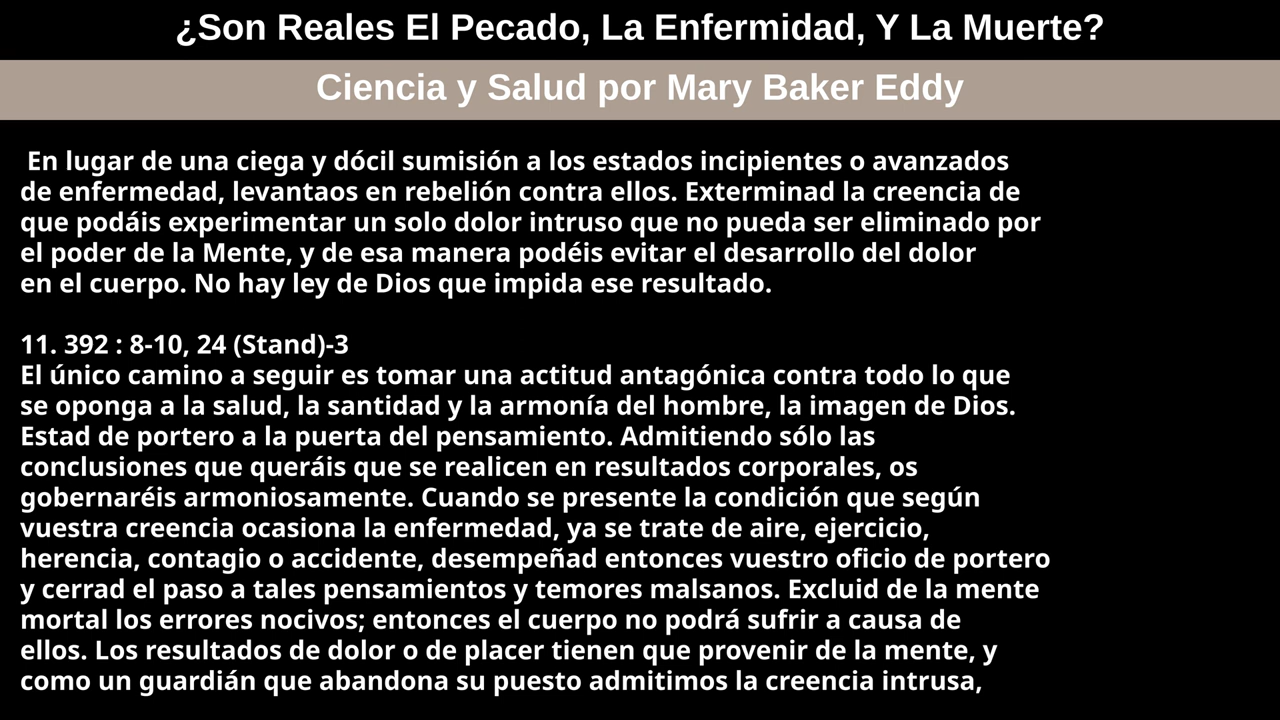 ¿Son Reales El Pecado, La Enfermidad, Y La Muerte?
Ciencia y Salud por Mary Baker Eddy
En lugar de una ciega y dócil sumisión a los estados incipientes o avanzados
de enfermedad, levantaos en rebelión contra ellos. Exterminad la creencia de
que podáis experimentar un solo dolor intruso que no pueda ser eliminado por
el poder de la Mente, y de esa manera podéis evitar el desarrollo del dolor
en el cuerpo. No hay ley de Dios que impida ese resultado.
11. 392 : 8-10, 24 (Stand)-3
El único camino a seguir es tomar una actitud antagónica contra todo lo que
se oponga a la salud, la santidad y la armonía del hombre, la imagen de Dios.
Estad de portero a la puerta del pensamiento. Admitiendo sólo las
conclusiones que queráis que se realicen en resultados corporales, os
gobernaréis armoniosamente. Cuando se presente la condición que según
vuestra creencia ocasiona la enfermedad, ya se trate de aire, ejercicio,
herencia, contagio o accidente, desempeñad entonces vuestro oficio de portero
y cerrad el paso a tales pensamientos y temores malsanos. Excluid de la mente
mortal los errores nocivos; entonces el cuerpo no podrá sufrir a causa de
ellos. Los resultados de dolor o de placer tienen que provenir de la mente, y
como un guardián que abandona su puesto admitimos la creencia intrusa,